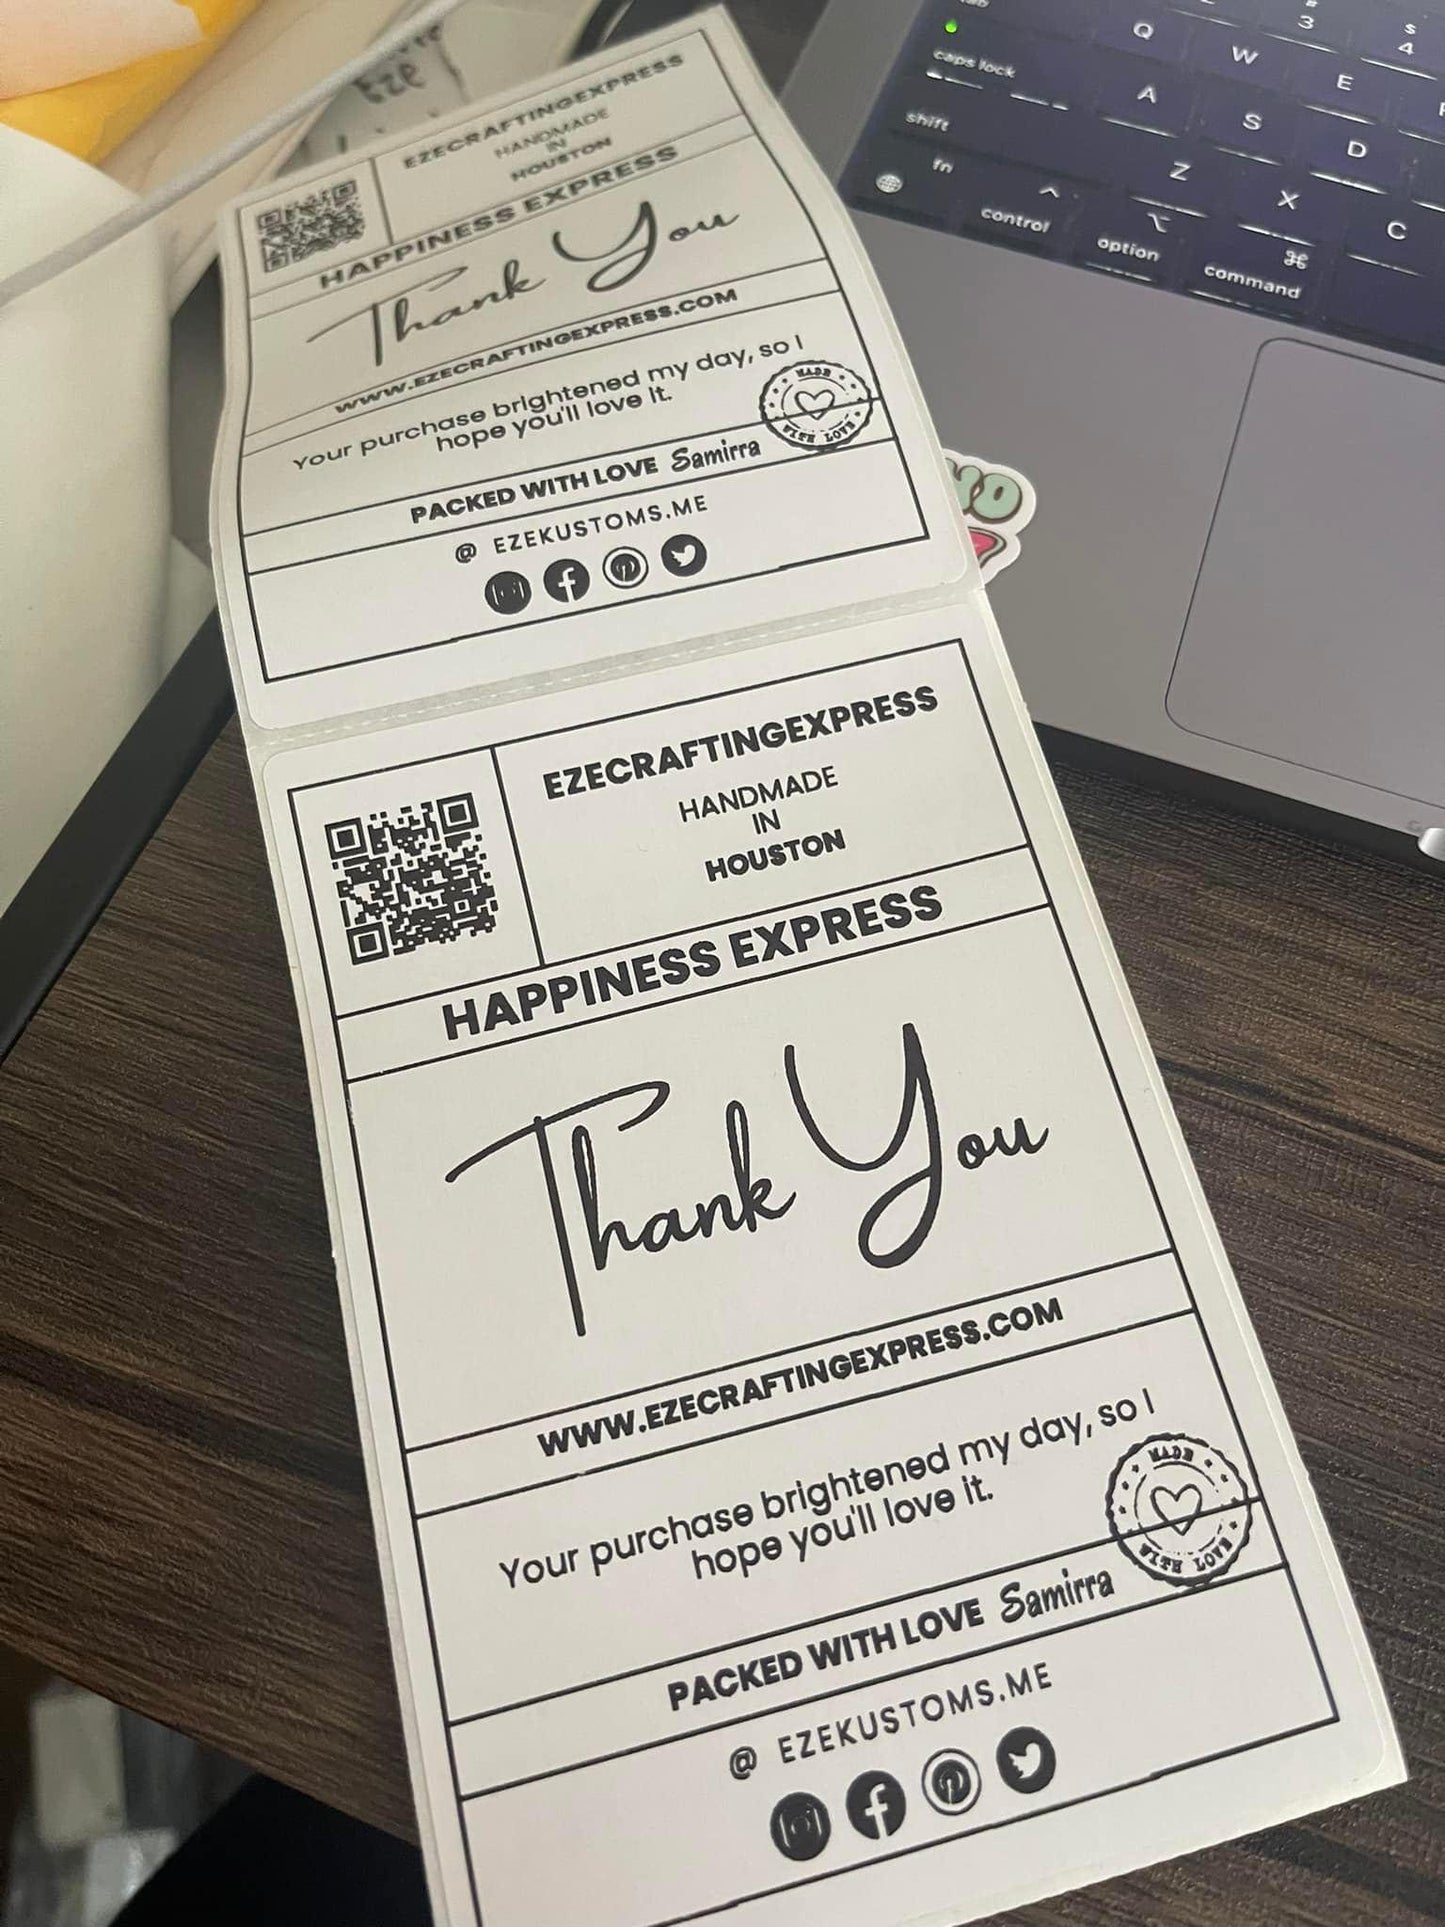 EZECRAFTINGEXPRESS
HANDMADE
IN
HOUSTON
HAPPINESS EXPRESS
Thank You
WWW.EZECRAFTINGEXPRESS.COM
Your purchase brightened my day, so I
hope you'll love it.
MADE
WITH LOVE
PACKED WITH LOVE Samirra
@ EZEKUSTOMS.ME
EZECRAFTINGEXPRESS
HANDMADE
IN
HOUSTON
HAPPINESS EXPRESS
Thank You
WWW.EZECRAFTINGEXPRESS.COM
Your purchase brightened my day, so I
hope you'll love it.
MADE
WITH LOVE
PACKED WITH LOVE Samirra
@ EZEKUSTOMS.ME
# $
3 4
Q W E
caps lock A S D
shift Z X C
fn control option command